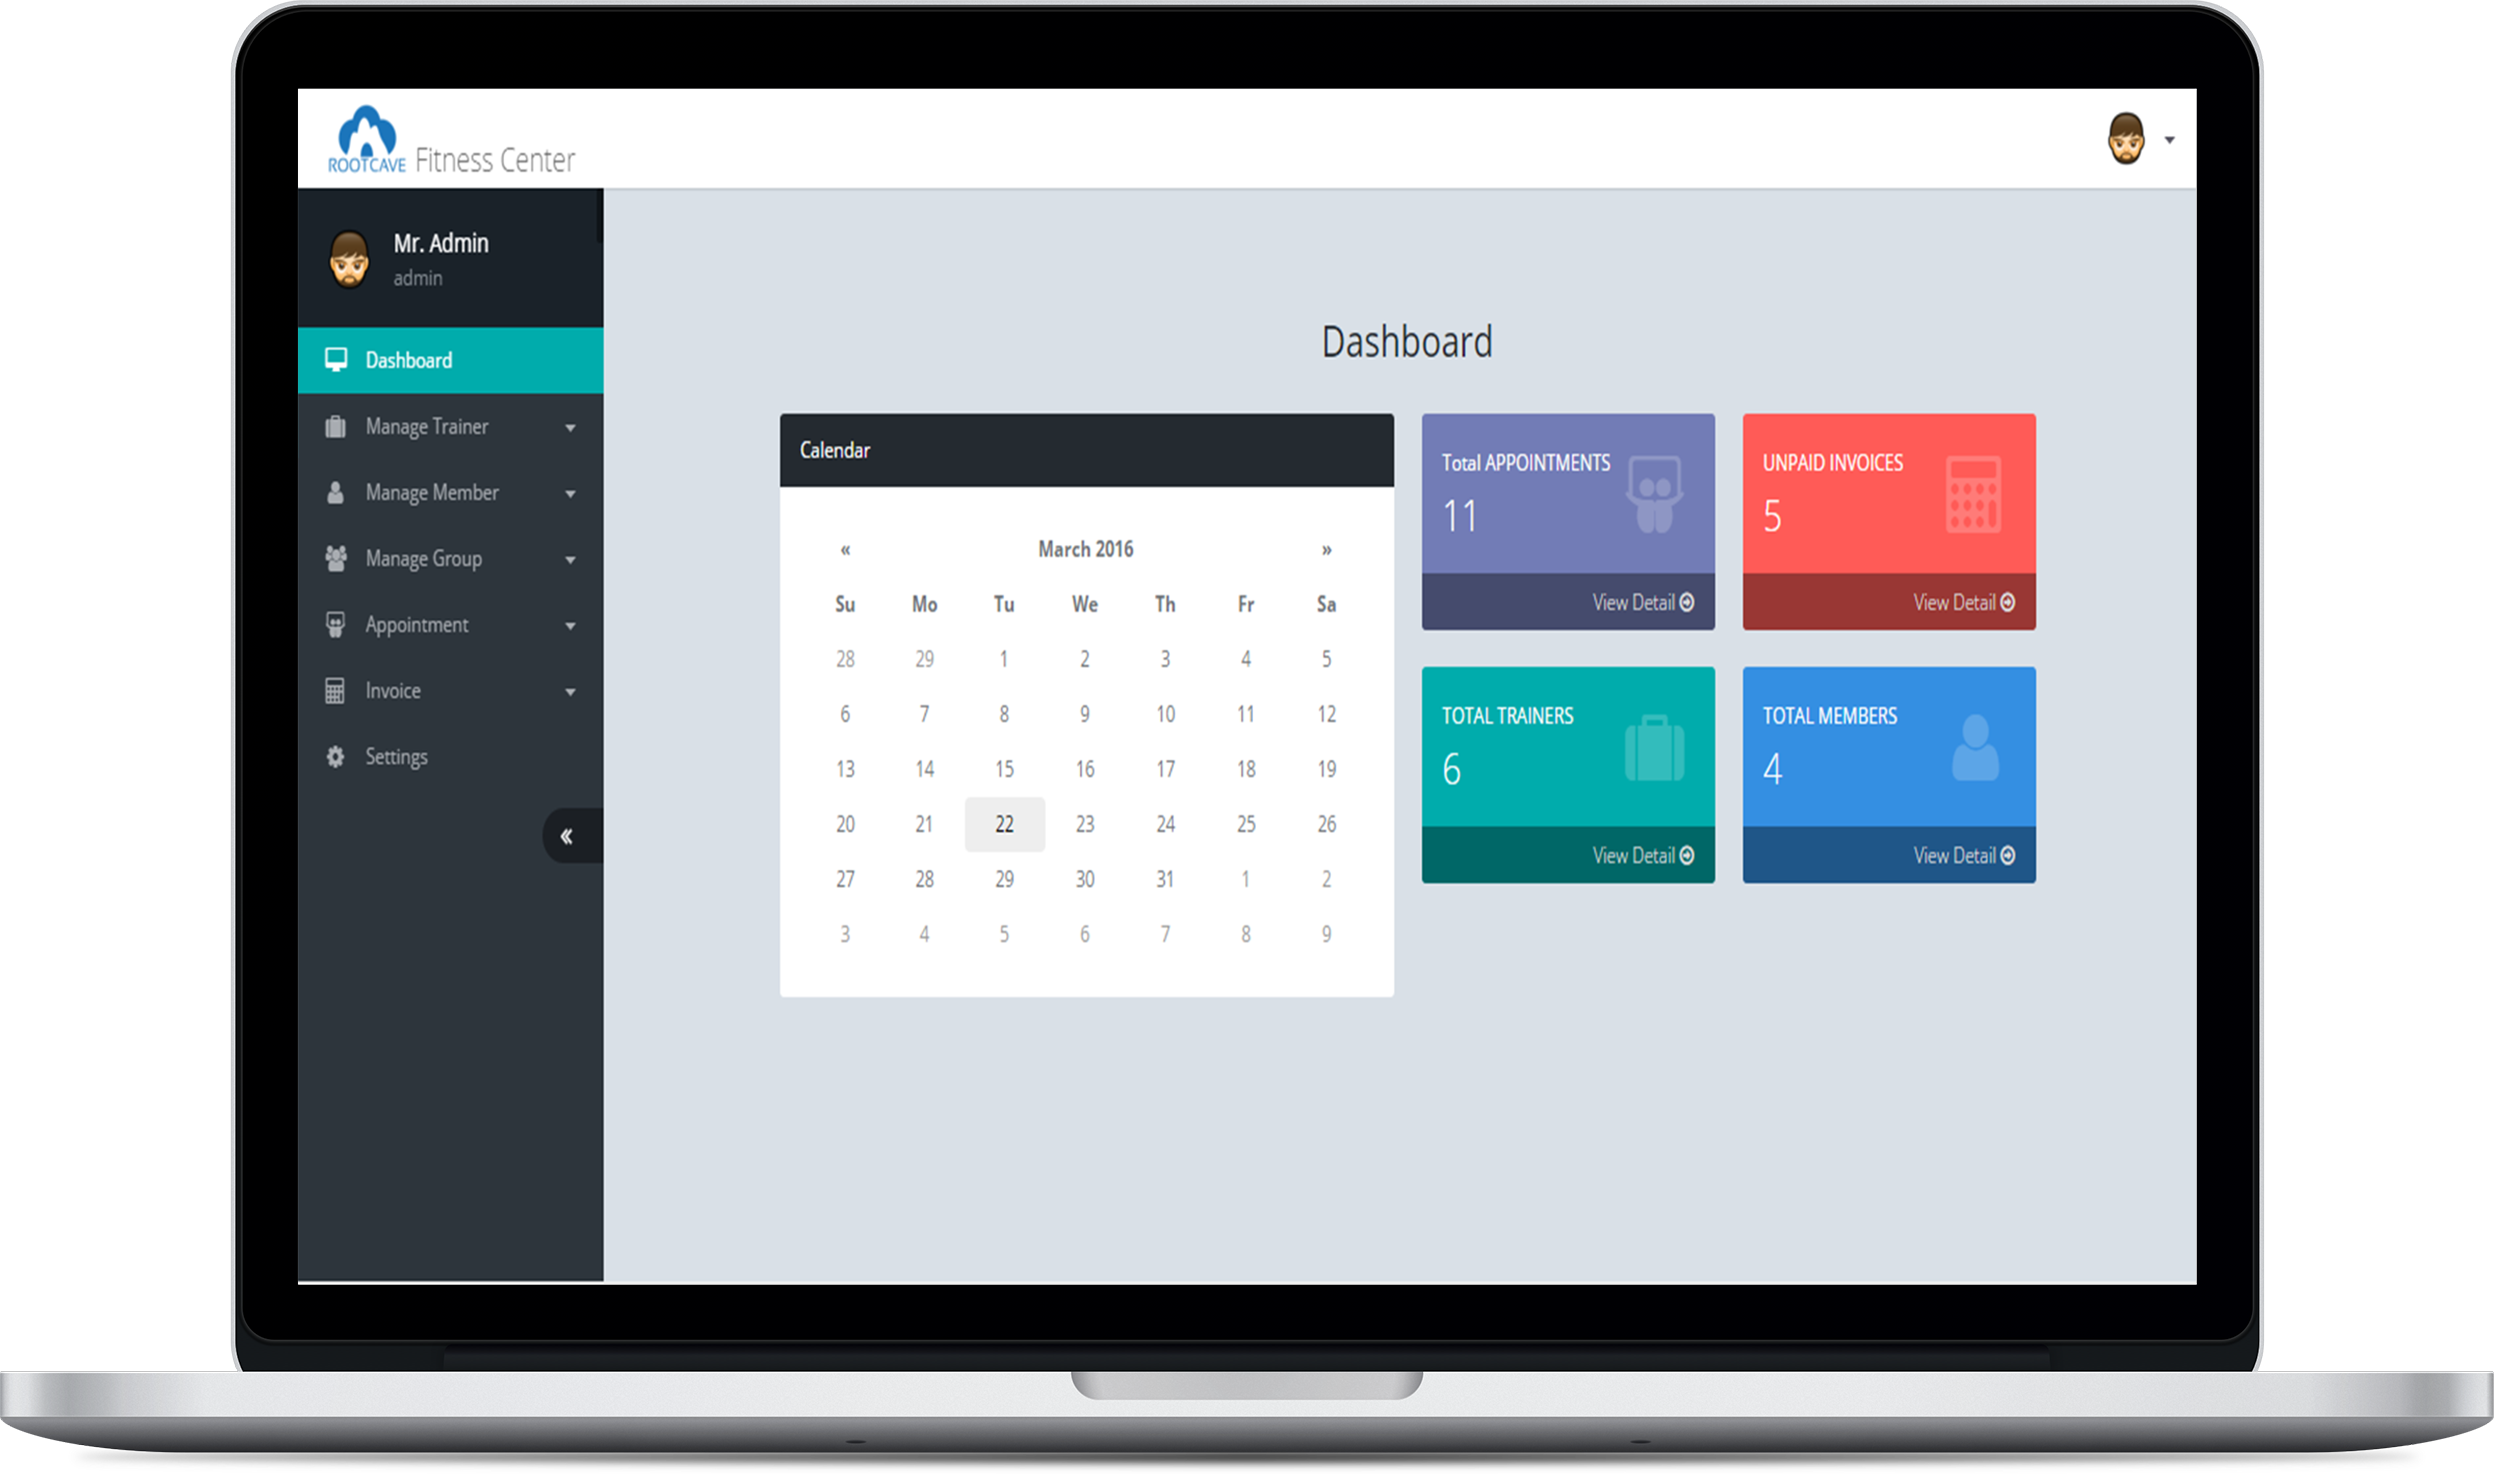 ROOTCAVE Fitness Center
Mr. Admin
admin
Dashboard
Manage Trainer
Manage Member
Manage Group
Appointment
Invoice
Settings
«
Dashboard
Calendar
« March 2016 »
Su Mo Tu We Th Fr Sa
28 29 1 2 3 4 5
6 7 8 9 10 11 12
13 14 15 16 17 18 19
20 21 22 23 24 25 26
27 28 29 30 31 1 2
3 4 5 6 7 8 9
Total APPOINTMENTS
11
View Detail
UNPAID INVOICES
5
View Detail
TOTAL TRAINERS
6
View Detail
TOTAL MEMBERS
4
View Detail